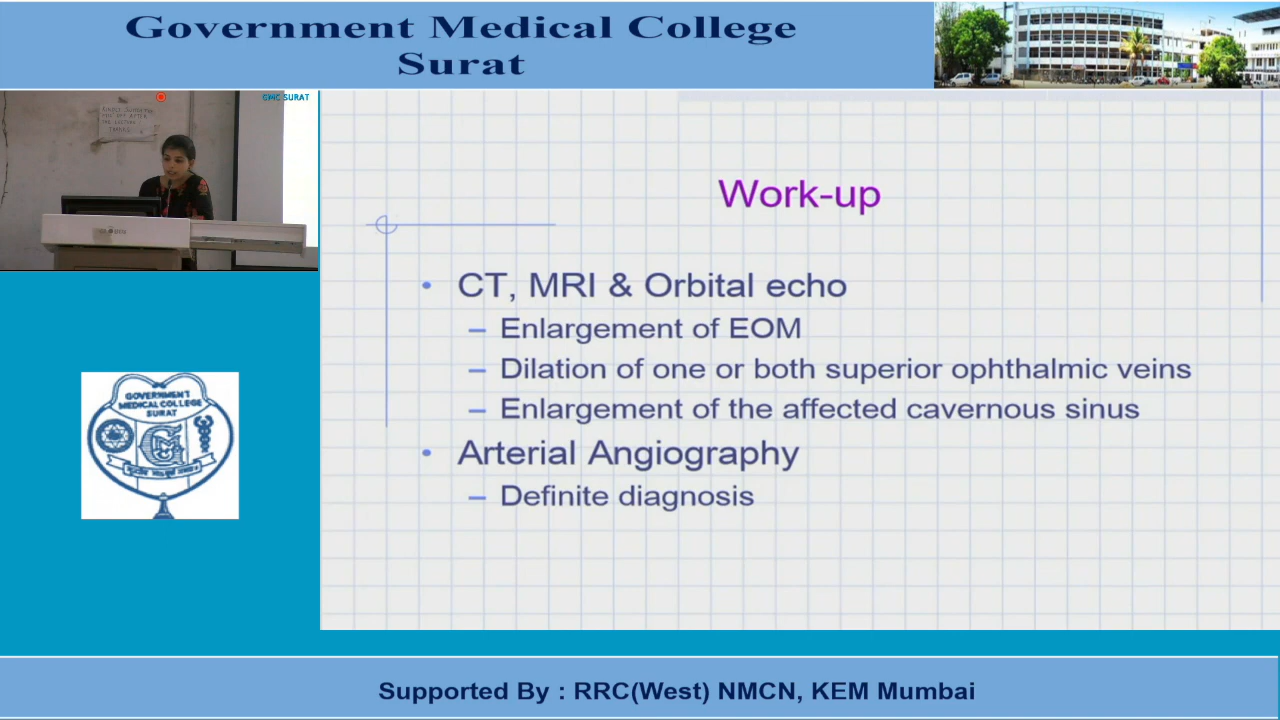 Government Medical College
Surat
GMC SURAT
Work-up
• CT, MRI & Orbital echo
– Enlargement of EOM
– Dilation of one or both superior ophthalmic veins
– Enlargement of the affected cavernous sinus
• Arterial Angiography
– Definite diagnosis
GOVERNMENT
MEDICAL COLLEGE
SURAT
Supported By : RRC(West) NMCN, KEM Mumbai